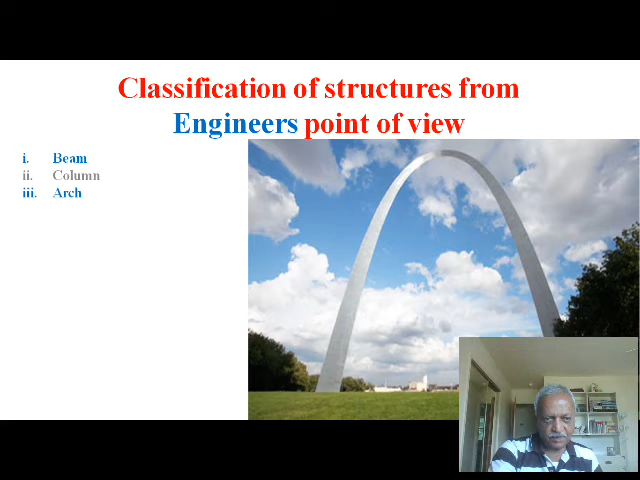 Classification of structures from
Engineers point of view
i. Beam
ii. Column
iii. Arch